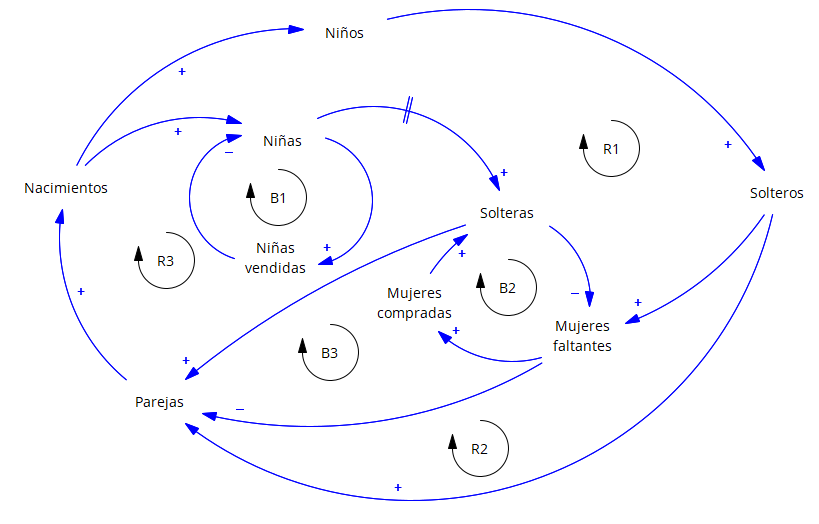 Niños
+
+
Niñas
–
+
R1
+
Nacimientos
B1
Solteras
Solteros
Niñas
vendidas
+
R3
+
Mujeres
compradas
B2
–
+
+
+
Mujeres
faltantes
B3
+
Parejas
–
R2
+